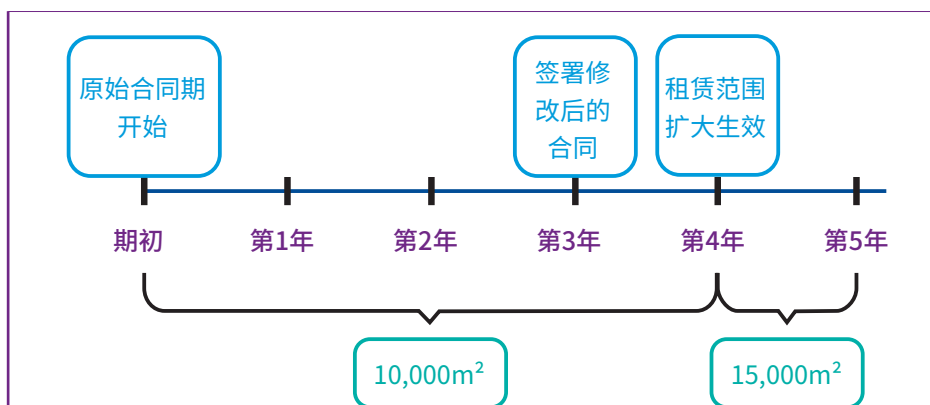 原始合同期
开始
签署修
改后的
合同
租赁范围
扩大生效
期初
第1年
第2年
第3年
第4年
第5年
10,000m²
15,000m²